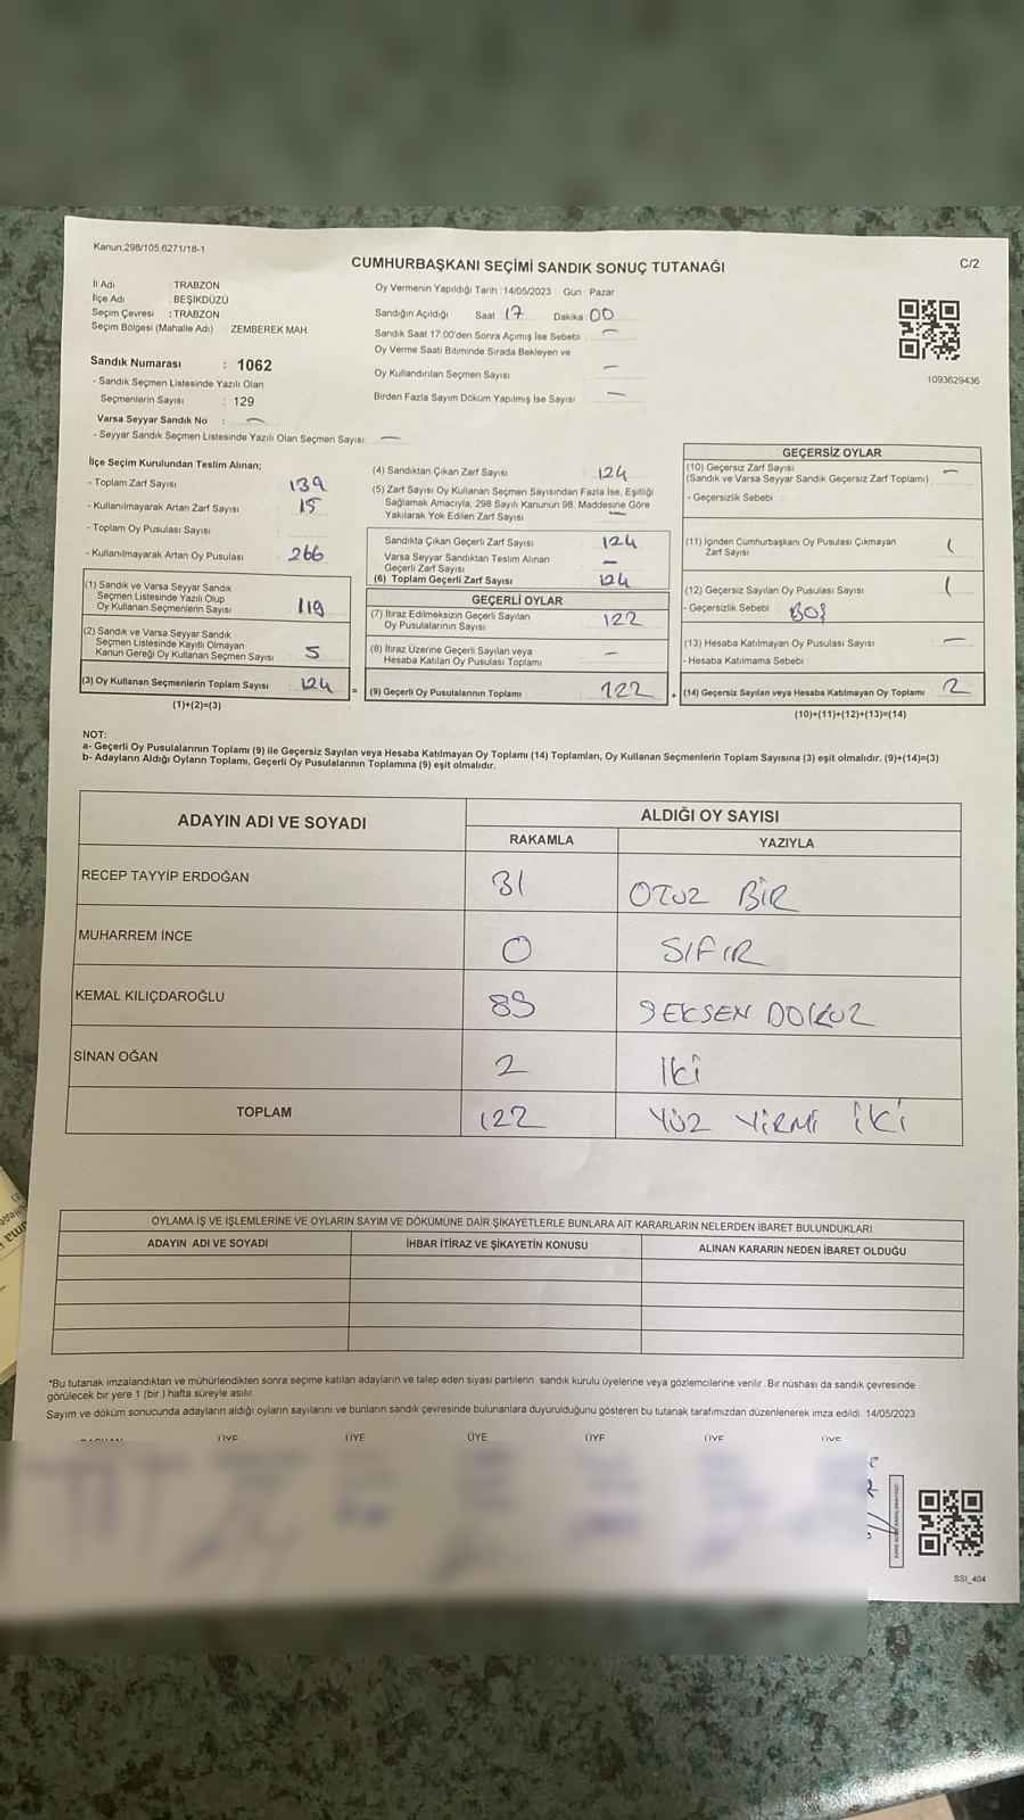 Kanun:298/105.6271/18-1
CUMHURBAŞKANI SEÇİMİ SANDIK SONUÇ TUTANAĞI
C/2
İl Adı TRABZON
İlçe Adı BEŞİKDÜZÜ
Seçim Çevresi : TRABZON
Seçim Bölgesi (Mahalle Adı) ZEMBEREK MAH.
Sandık Numarası : 1062
- Sandık Seçmen Listesinde Yazılı Olan
Seçmenlerin Sayısı : 129
Varsa Seyyar Sandık No : —
- Seyyar Sandık Seçmen Listesinde Yazılı Olan Seçmen Sayısı —
Oy Vermenin Yapıldığı Tarih : 14/05/2023 Gün : Pazar
Sandığın Açıldığı Saat 17 Dakika 00
Sandık Saat 17:00'den Sonra Açımış İse Sebebi —
Oy Verme Saati Bitiminde Sırada Bekleyen ve
Oy Kullandırılan Seçmen Sayısı —
Birden Fazla Sayım Döküm Yapılmış İse Sayısı —
1093629436
İlçe Seçim Kurulundan Teslim Alınan;
- Toplam Zarf Sayısı 139
- Kullanılmayarak Artan Zarf Sayısı 15
- Toplam Oy Pusulası Sayısı
- Kullanılmayarak Artan Oy Pusulası 266
(1) Sandık ve Varsa Seyyar Sandık
Seçmen Listesinde Yazılı Olup
Oy Kullanan Seçmenlerin Sayısı 119
(2) Sandık ve Varsa Seyyar Sandık
Seçmen Listesinde Kayıtlı Olmayan
Kanun Gereği Oy Kullanan Seçmen Sayısı 5
(3) Oy Kullanan Seçmenlerin Toplam Sayısı 124
(1)+(2)=(3)
(4) Sandıktan Çıkan Zarf Sayısı 124
(5) Zarf Sayısı Oy Kullanan Seçmen Sayısından Fazla İse, Eşitliği
Sağlamak Amacıyla, 298 Sayılı Kanunun 98. Maddesine Göre
Yakılarak Yok Edilen Zarf Sayısı —
Sandıkta Çıkan Geçerli Zarf Sayısı 124
Varsa Seyyar Sandıktan Teslim Alınan
Geçerli Zarf Sayısı —
(6) Toplam Geçerli Zarf Sayısı 124
GEÇERLİ OYLAR
(7) İtiraz Edilmeksizin Geçerli Sayılan
Oy Pusulalarının Sayısı 122
(8) İtiraz Üzerine Geçerli Sayılan veya
Hesaba Katılan Oy Pusulası Toplamı —
= (9) Geçerli Oy Pusulalarının Toplamı 122
GEÇERSİZ OYLAR
(10) Geçersiz Zarf Sayısı —
(Sandık ve Varsa Seyyar Sandık Geçersiz Zarf Toplamı)
- Geçersizlik Sebebi
(11) İçinden Cumhurbaşkanı Oy Pusulası Çıkmayan
Zarf Sayısı 1
(12) Geçersiz Sayılan Oy Pusulası Sayısı 1
- Geçersizlik Sebebi BOŞ
(13) Hesaba Katılmayan Oy Pusulası Sayısı —
- Hesaba Katılmama Sebebi
+ (14) Geçersiz Sayılan veya Hesaba Katılmayan Oy Toplamı 2
(10)+(11)+(12)+(13)=(14)
NOT:
a- Geçerli Oy Pusulalarının Toplamı (9) ile Geçersiz Sayılan veya Hesaba Katılmayan Oy Toplamı (14) Toplamları, Oy Kullanan Seçmenlerin Toplam Sayısına (3) eşit olmalıdır. (9)+(14)=(3)
b- Adayların Aldığı Oyların Toplamı, Geçerli Oy Pusulalarının Toplamına (9) eşit olmalıdır.
ADAYIN ADI VE SOYADI ALDIĞI OY SAYISI
RAKAMLA YAZIYLA
RECEP TAYYİP ERDOĞAN 31 OTUZ BİR
MUHARREM İNCE 0 SIFIR
KEMAL KILIÇDAROĞLU 89 SEKSEN DOKUZ
SİNAN OĞAN 2 İKİ
TOPLAM 122 YÜZ YİRMİ İKİ
OYLAMA İŞ VE İŞLEMLERİNE VE OYLARIN SAYIM VE DÖKÜMÜNE DAİR ŞİKAYETLERLE BUNLARA AİT KARARLARIN NELERDEN İBARET BULUNDUKLARI
ADAYIN ADI VE SOYADI İHBAR İTİRAZ VE ŞİKAYETİN KONUSU ALINAN KARARIN NEDEN İBARET OLDUĞU
*Bu tutanak imzalandıktan ve mühürlendikten sonra seçime katılan adayların ve talep eden siyasi partilerin sandık kurulu üyelerine veya gözlemcilerine verilir. Bir nüshası da sandık çevresinde
görülecek bir yere 1 (bir ) hafta süreyle asılır.
Sayım ve döküm sonucunda adayların aldığı oyların sayılarını ve bunların sandık çevresinde bulunanlara duyurulduğunu gösteren bu tutanak tarafımızdan düzenlenerek imza edildi. 14/05/2023
ÜYE ÜYE ÜYE ÜYE ÜYE ÜYE
SSI_404